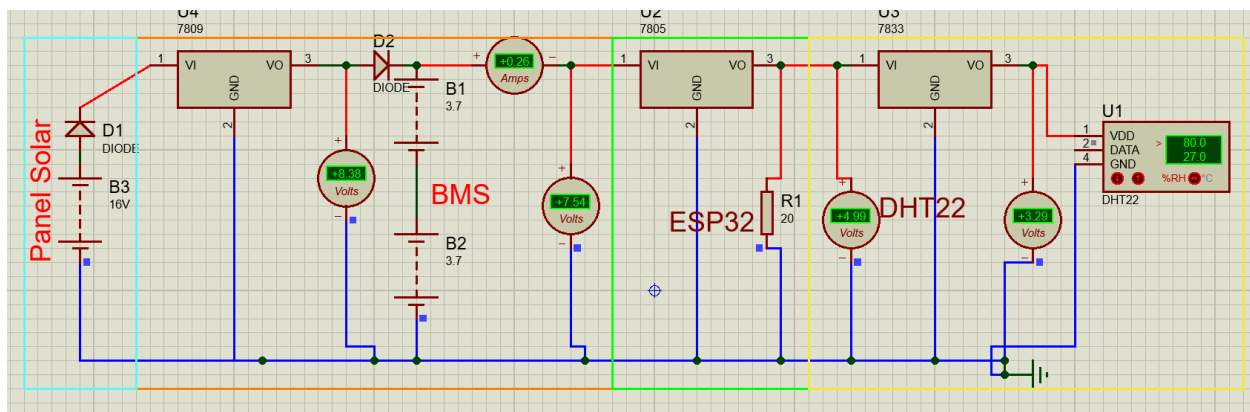 U4
7809
1
VI
VO
3
GND
2
D1
DIODE
B3
16V
Panel Solar
D2
DIODE
+8.38
Volts
B1
3.7
BMS
B2
3.7
+0.26
Amps
+7.54
Volts
U2
7805
1
VI
VO
3
GND
2
ESP32
R1
20
U3
7833
1
VI
VO
3
GND
2
+4.99
Volts
DHT22
+3.29
Volts
U1
1 VDD
2 DATA
4 GND
> 80.0
27.0
%RH °C
DHT22